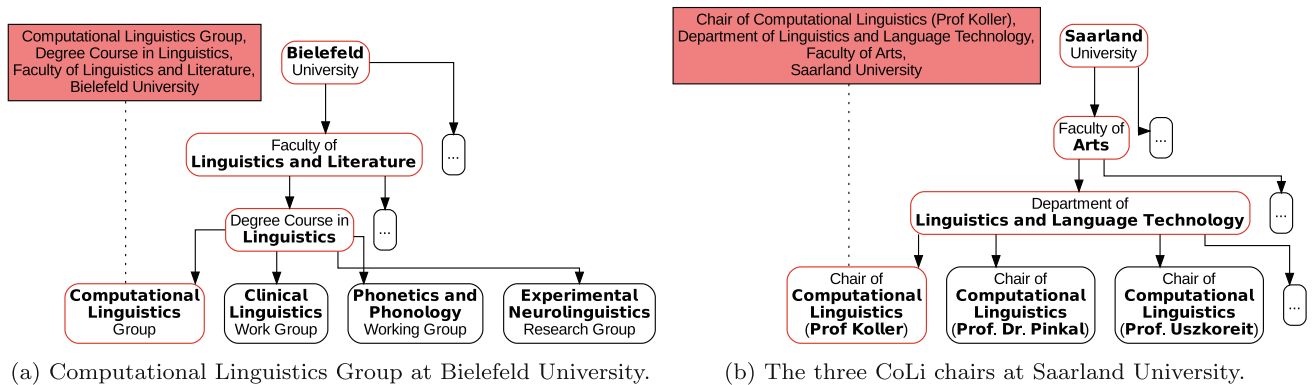 Computational Linguistics Group,
Degree Course in Linguistics,
Faculty of Linguistics and Literature,
Bielefeld University
Bielefeld
University
...
Faculty of
Linguistics and Literature
...
Degree Course in
Linguistics
Computational
Linguistics
Group
Clinical
Linguistics
Work Group
Phonetics and
Phonology
Working Group
Experimental
Neurolinguistics
Research Group
(a) Computational Linguistics Group at Bielefeld University.
Chair of Computational Linguistics (Prof Koller),
Department of Linguistics and Language Technology,
Faculty of Arts,
Saarland University
Saarland
University
Faculty of
Arts
...
Department of
Linguistics and Language Technology
...
Chair of
Computational
Linguistics
(Prof Koller)
Chair of
Computational
Linguistics
(Prof. Dr. Pinkal)
Chair of
Computational
Linguistics
(Prof. Uszkoreit)
...
(b) The three CoLi chairs at Saarland University.